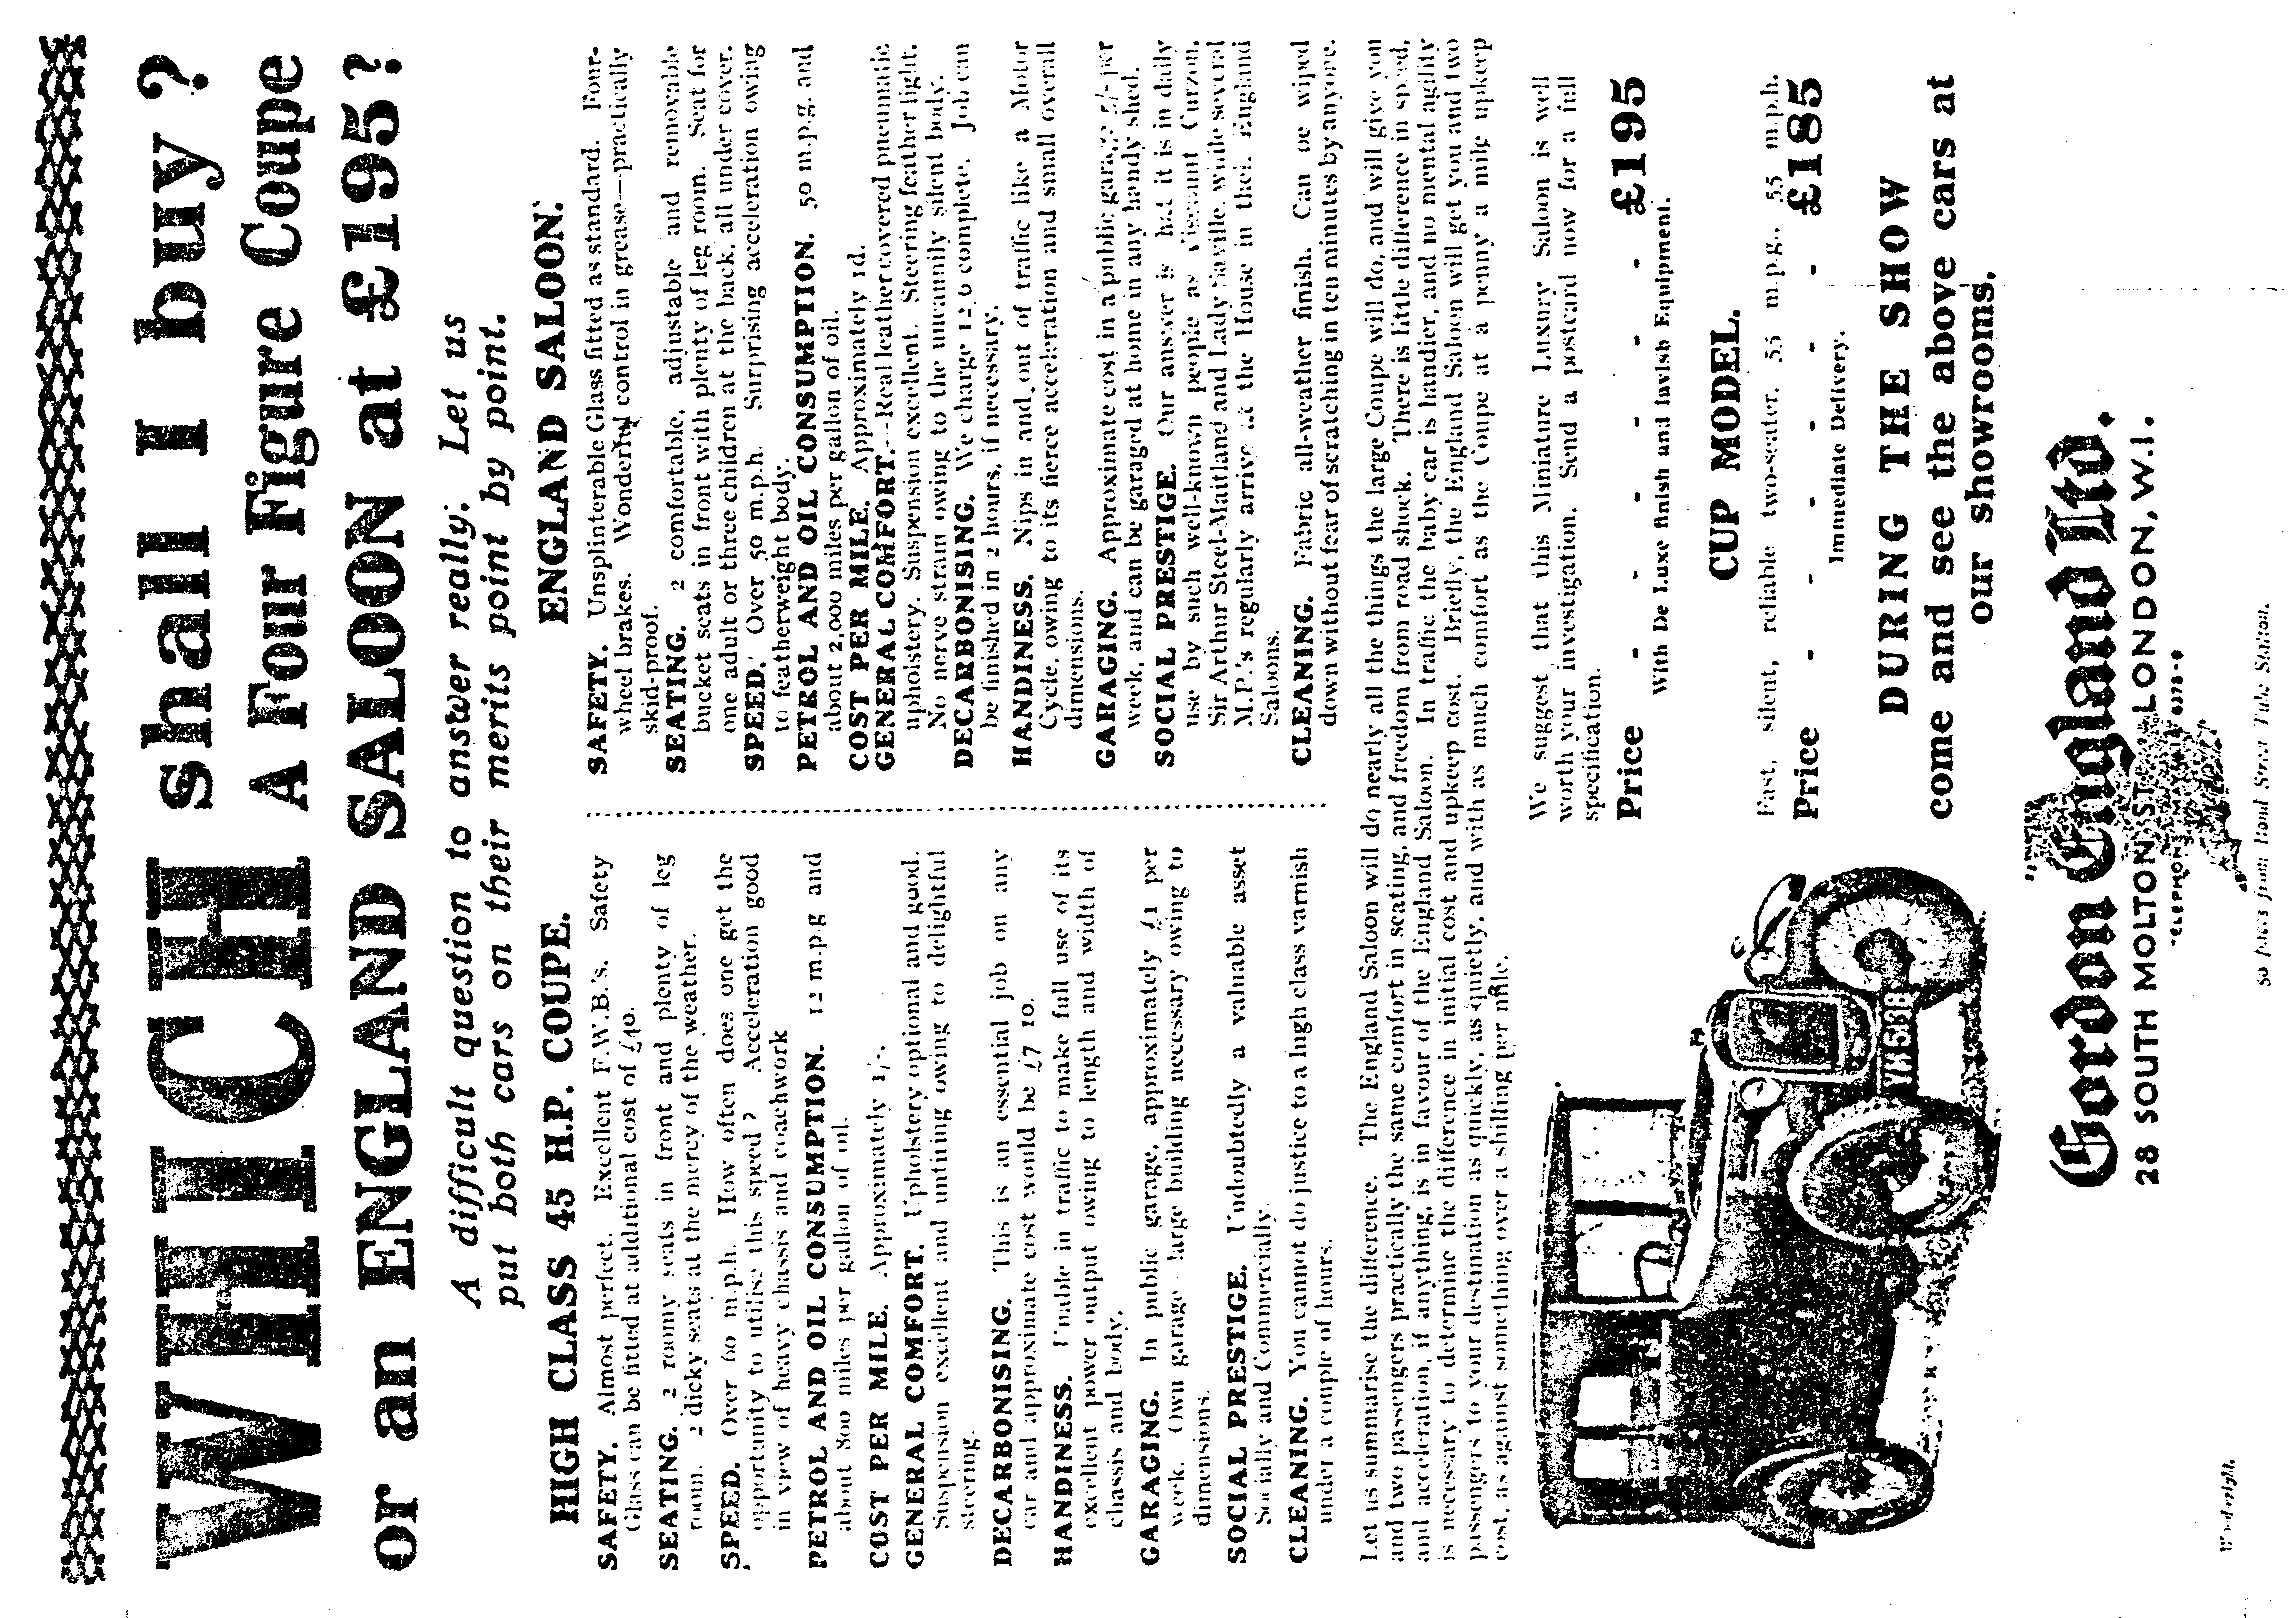 WHICH shall I buy?
A Four Figure Coupe
or an ENGLAND SALOON at £195?
A difficult question to answer really. Let us
put both cars on their merits point by point.
HIGH CLASS 45 H.P. COUPE.
SAFETY. Almost perfect. Excellent F.W.B.'s. Safety
Glass can be fitted at additional cost of £40.
SEATING. 2 roomy seats in front and plenty of leg
room. 2 dicky seats at the mercy of the weather.
SPEED. Over 60 m.p.h. How often does one get the
opportunity to utilise this speed? Acceleration good
in view of heavy chassis and coachwork
PETROL AND OIL CONSUMPTION. 12 m.p.g and
about 800 miles per gallon of oil.
COST PER MILE. Approximately 1/-.
GENERAL COMFORT. Upholstery optional and good.
Suspension excellent and untiring owing to delightful
steering.
DECARBONISING. This is an essential job on any
car and approximate cost would be £7 10.
HANDINESS. Unable in traffic to make full use of its
excellent power output owing to length and width of
chassis and body.
GARAGING. In public garage, approximately £1 per
week. Own garage - large building necessary owing to
dimensions.
SOCIAL PRESTIGE. Undoubtedly a valuable asset
Socially and Commercially.
CLEANING. You cannot do justice to a high class varnish
under a couple of hours.
ENGLAND SALOON.
SAFETY. Unsplinterable Glass fitted as standard. Four-
wheel brakes. Wonderful control in grease—practically
skid-proof.
SEATING. 2 comfortable, adjustable and removable
bucket seats in front with plenty of leg room. Seat for
one adult or three children at the back, all under cover.
SPEED. Over 50 m.p.h. Surprising acceleration owing
to featherweight body.
PETROL AND OIL CONSUMPTION. 50 m.p.g. and
about 2,000 miles per gallon of oil.
COST PER MILE. Approximately 1d.
GENERAL COMFORT.--Real leather covered pneumatic
upholstery. Suspension excellent. Steering feather light.
No nerve strain owing to the uncannily silent body.
DECARBONISING. We charge 12/6 complete. Job can
be finished in 2 hours, if necessary.
HANDINESS. Nips in and out of traffic like a Motor
Cycle, owing to its fierce acceleration and small overall
dimensions.
GARAGING. Approximate cost in a public garage 5/- per
week, and can be garaged at home in any handy shed.
SOCIAL PRESTIGE. Our answer is that it is in daily
use by such well-known people as Viscount Curzon,
Sir Arthur Steel-Maitland and Lady Saville, while several
M.P.'s regularly arrive at the House in their England
Saloons.
CLEANING. Fabric all-weather finish. Can be wiped
down without fear of scratching in ten minutes by anyone.
Let us summarise the difference. The England Saloon will do nearly all the things the large Coupe will do, and will give you
and two passengers practically the same comfort in seating, and freedom from road shock. There is little difference in speed,
and acceleration, if anything, is in favour of the England Saloon. In traffic the baby car is handier, and no mental agility
is necessary to determine the difference in initial cost and upkeep cost. Briefly, the England Saloon will get you and two
passengers to your destination as quickly, as quietly, and with as much comfort as the Coupe at a penny a mile upkeep
cost, as against something over a shilling per mile.
We suggest that this Miniature Luxury Saloon is well
worth your investigation. Send a postcard now for a full
specification.
Price - - - - - - £195
With De Luxe finish and lavish Equipment.
CUP MODEL.
Fast, silent, reliable two-seater, 55 m.p.g., 55 m.p.h.
Price - - - - - - £185
Immediate Delivery.
DURING THE SHOW
come and see the above cars at
our showrooms.
Gordon England Ltd.
28 SOUTH MOLTON ST., LONDON, W.1.
50 paces from Bond Street Tube Station.